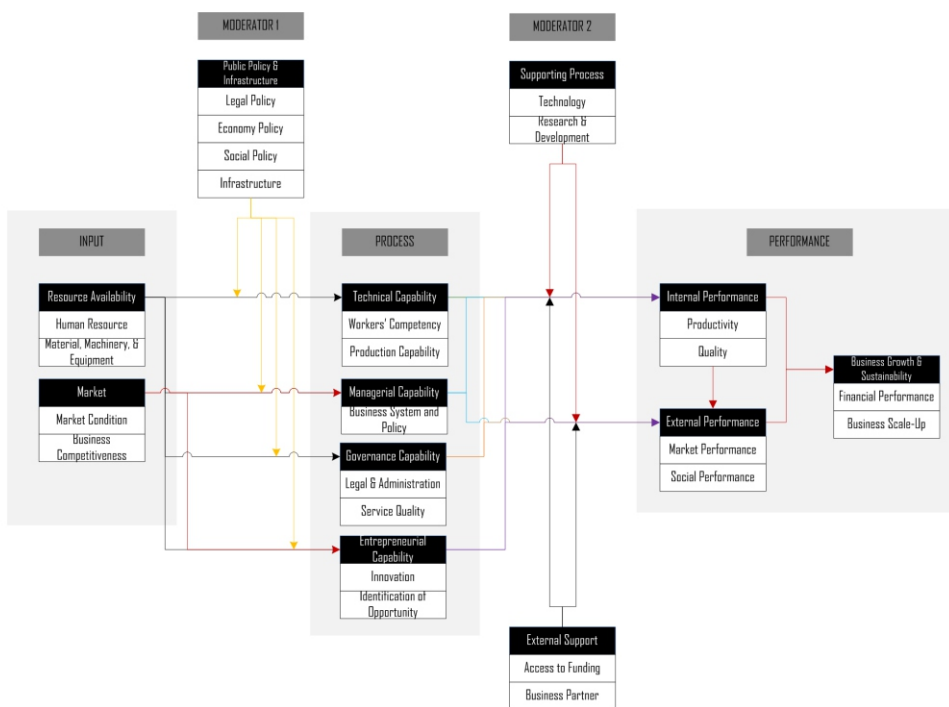 MODERATOR 1
MODERATOR 2
Public Policy &
Infrastructure
Legal Policy
Economy Policy
Social Policy
Infrastructure
Supporting Process
Technology
Research &
Development
INPUT
PROCESS
PERFORMANCE
Resource Availability
Human Resource
Material, Machinery, &
Equipment
Market
Market Condition
Business
Competitiveness
Technical Capability
Workers' Competency
Production Capability
Managerial Capability
Business System and
Policy
Governance Capability
Legal & Administration
Service Quality
Entrepreneurial
Capability
Innovation
Identification of
Opportunity
Internal Performance
Productivity
Quality
External Performance
Market Performance
Social Performance
Business Growth &
Sustainability
Financial Performance
Business Scale-Up
External Support
Access to Funding
Business Partner